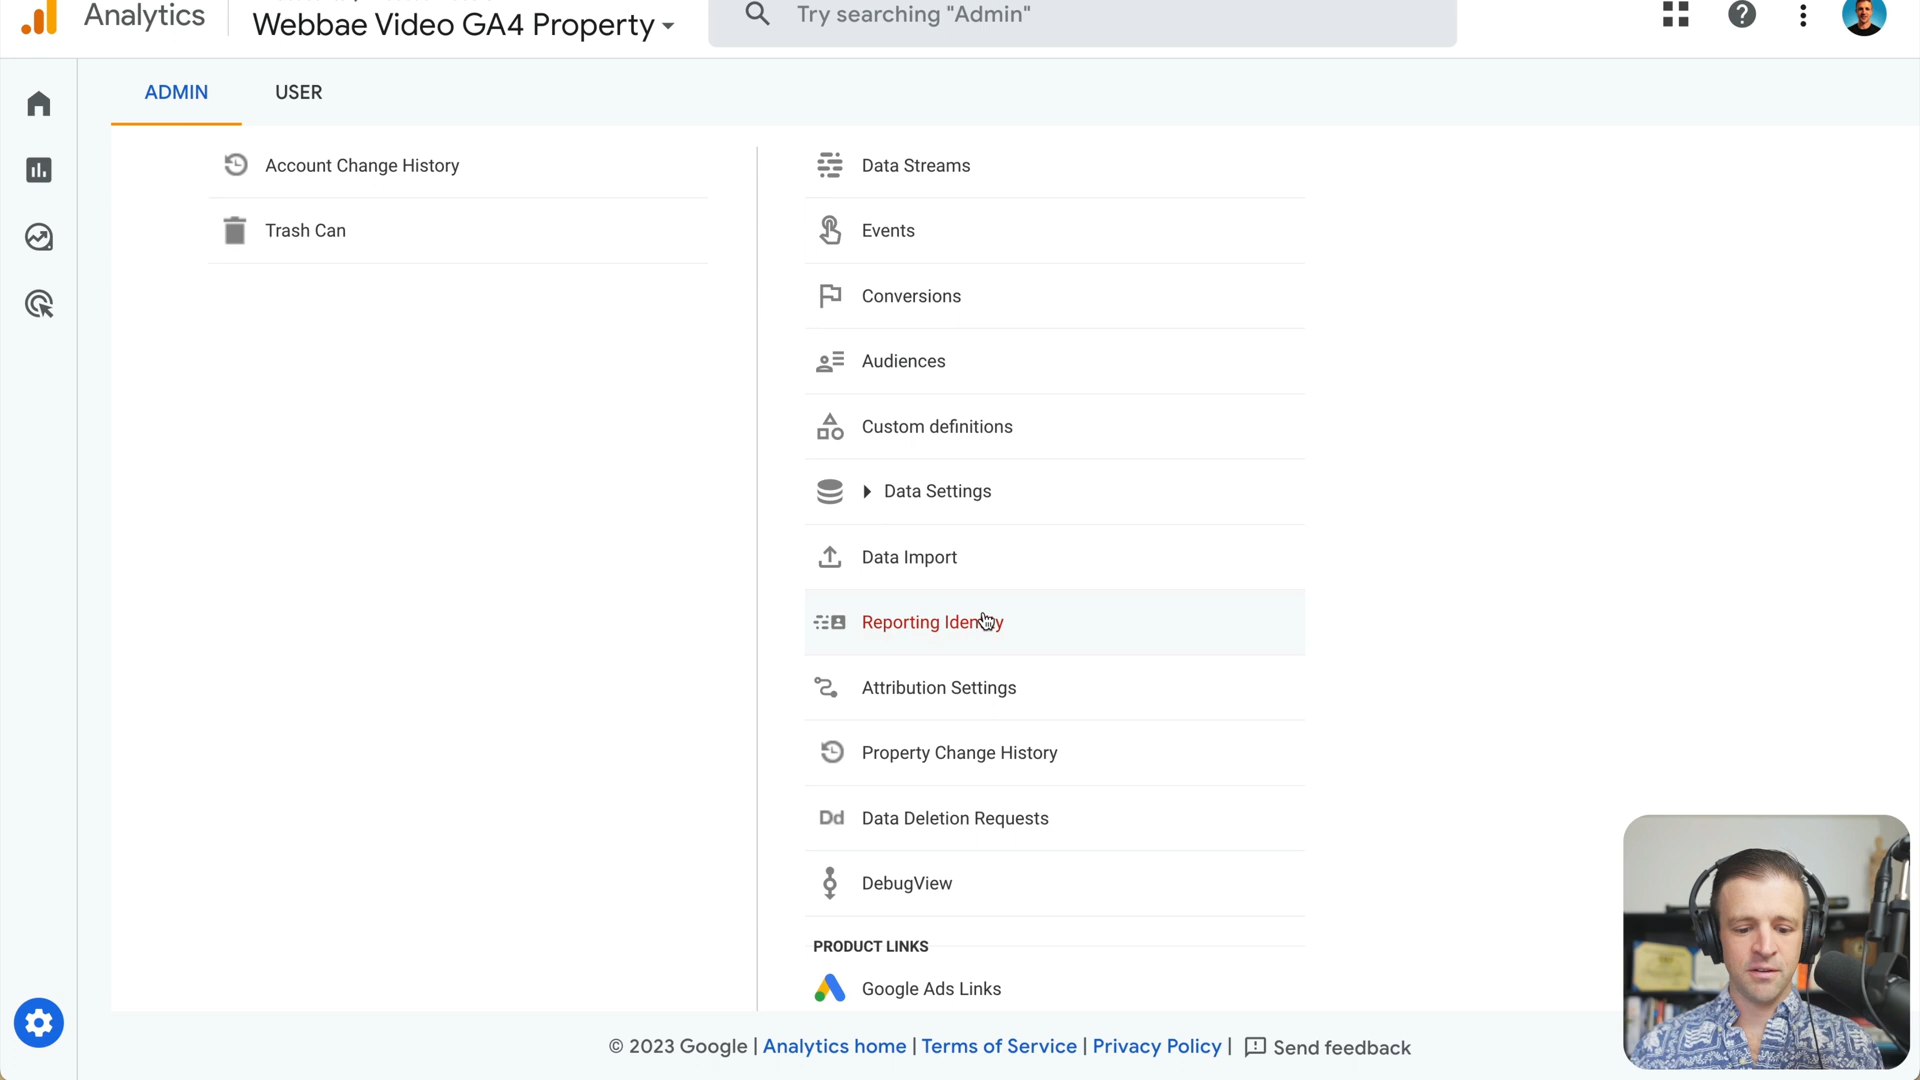 Analytics
Webbae Video GA4 Property
Try searching "Admin"
ADMIN
USER
Account Change History
Trash Can
Data Streams
Events
Conversions
Audiences
Custom definitions
Data Settings
Data Import
Reporting Identity
Attribution Settings
Property Change History
Dd Data Deletion Requests
DebugView
PRODUCT LINKS
Google Ads Links
© 2023 Google | Analytics home | Terms of Service | Privacy Policy | Send feedback